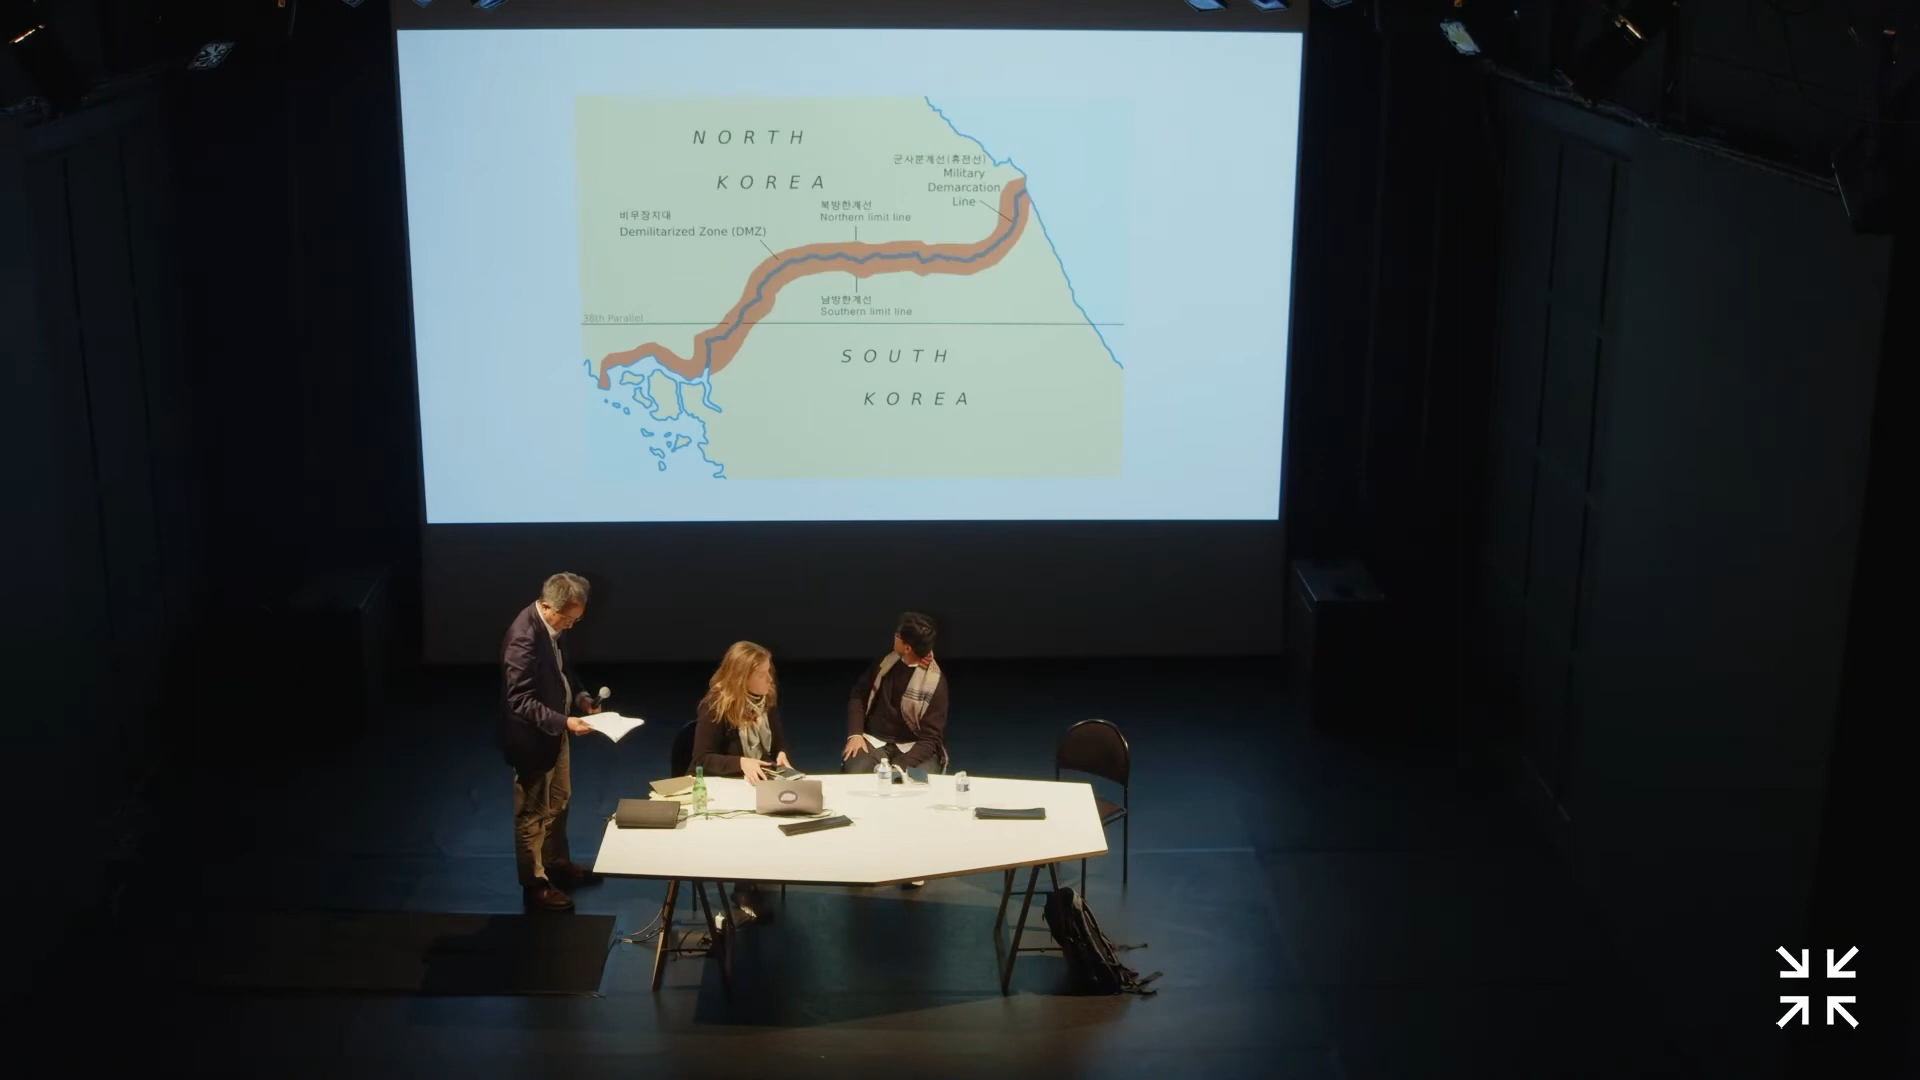 NORTH
KOREA
군사분계선(휴전선)
Military
Demarcation
Line
북방한계선
Northern limit line
비무장지대
Demilitarized Zone (DMZ)
남방한계선
Southern limit line
38th Parallel
SOUTH
KOREA